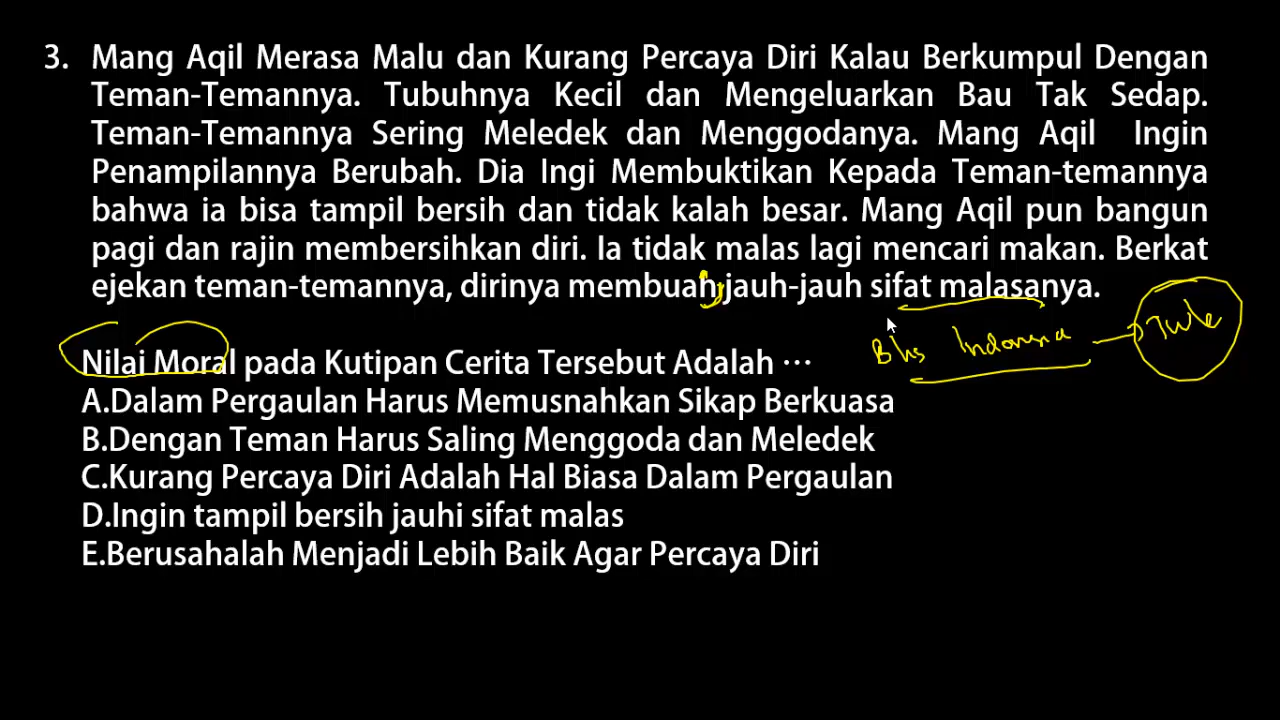 3. Mang Aqil Merasa Malu dan Kurang Percaya Diri Kalau Berkumpul Dengan
Teman-Temannya. Tubuhnya Kecil dan Mengeluarkan Bau Tak Sedap.
Teman-Temannya Sering Meledek dan Menggodanya. Mang Aqil Ingin
Penampilannya Berubah. Dia Ingi Membuktikan Kepada Teman-temannya
bahwa ia bisa tampil bersih dan tidak kalah besar. Mang Aqil pun bangun
pagi dan rajin membersihkan diri. Ia tidak malas lagi mencari makan. Berkat
ejekan teman-temannya, dirinya membuah jauh-jauh sifat malasanya.
Bhs Indonesia
Nilai Moral pada Kutipan Cerita Tersebut Adalah ⋯
A.Dalam Pergaulan Harus Memusnahkan Sikap Berkuasa
B.Dengan Teman Harus Saling Menggoda dan Meledek
C.Kurang Percaya Diri Adalah Hal Biasa Dalam Pergaulan
D.Ingin tampil bersih jauhi sifat malas
E.Berusahalah Menjadi Lebih Baik Agar Percaya Diri